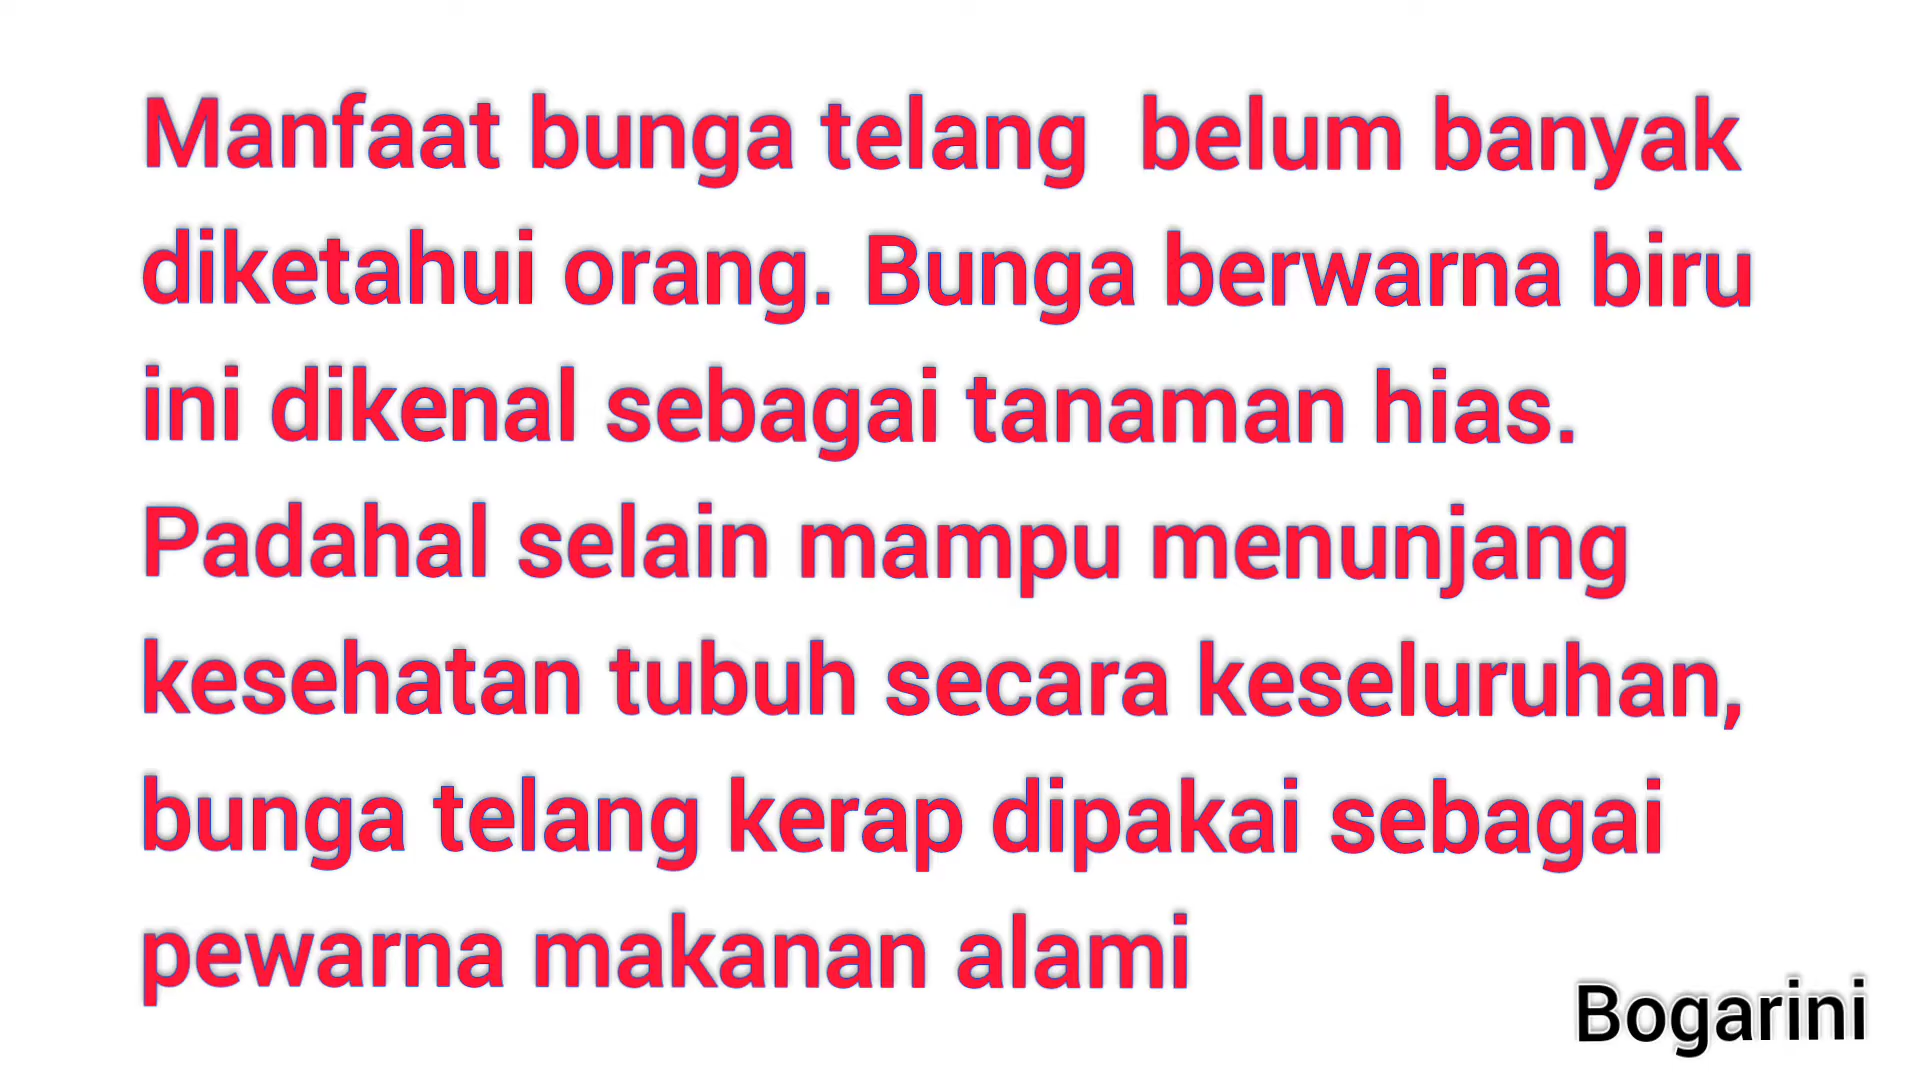 Manfaat bunga telang  belum banyak
diketahui orang. Bunga berwarna biru
ini dikenal sebagai tanaman hias.
Padahal selain mampu menunjang
kesehatan tubuh secara keseluruhan,
bunga telang kerap dipakai sebagai
pewarna makanan alami
Bogarini